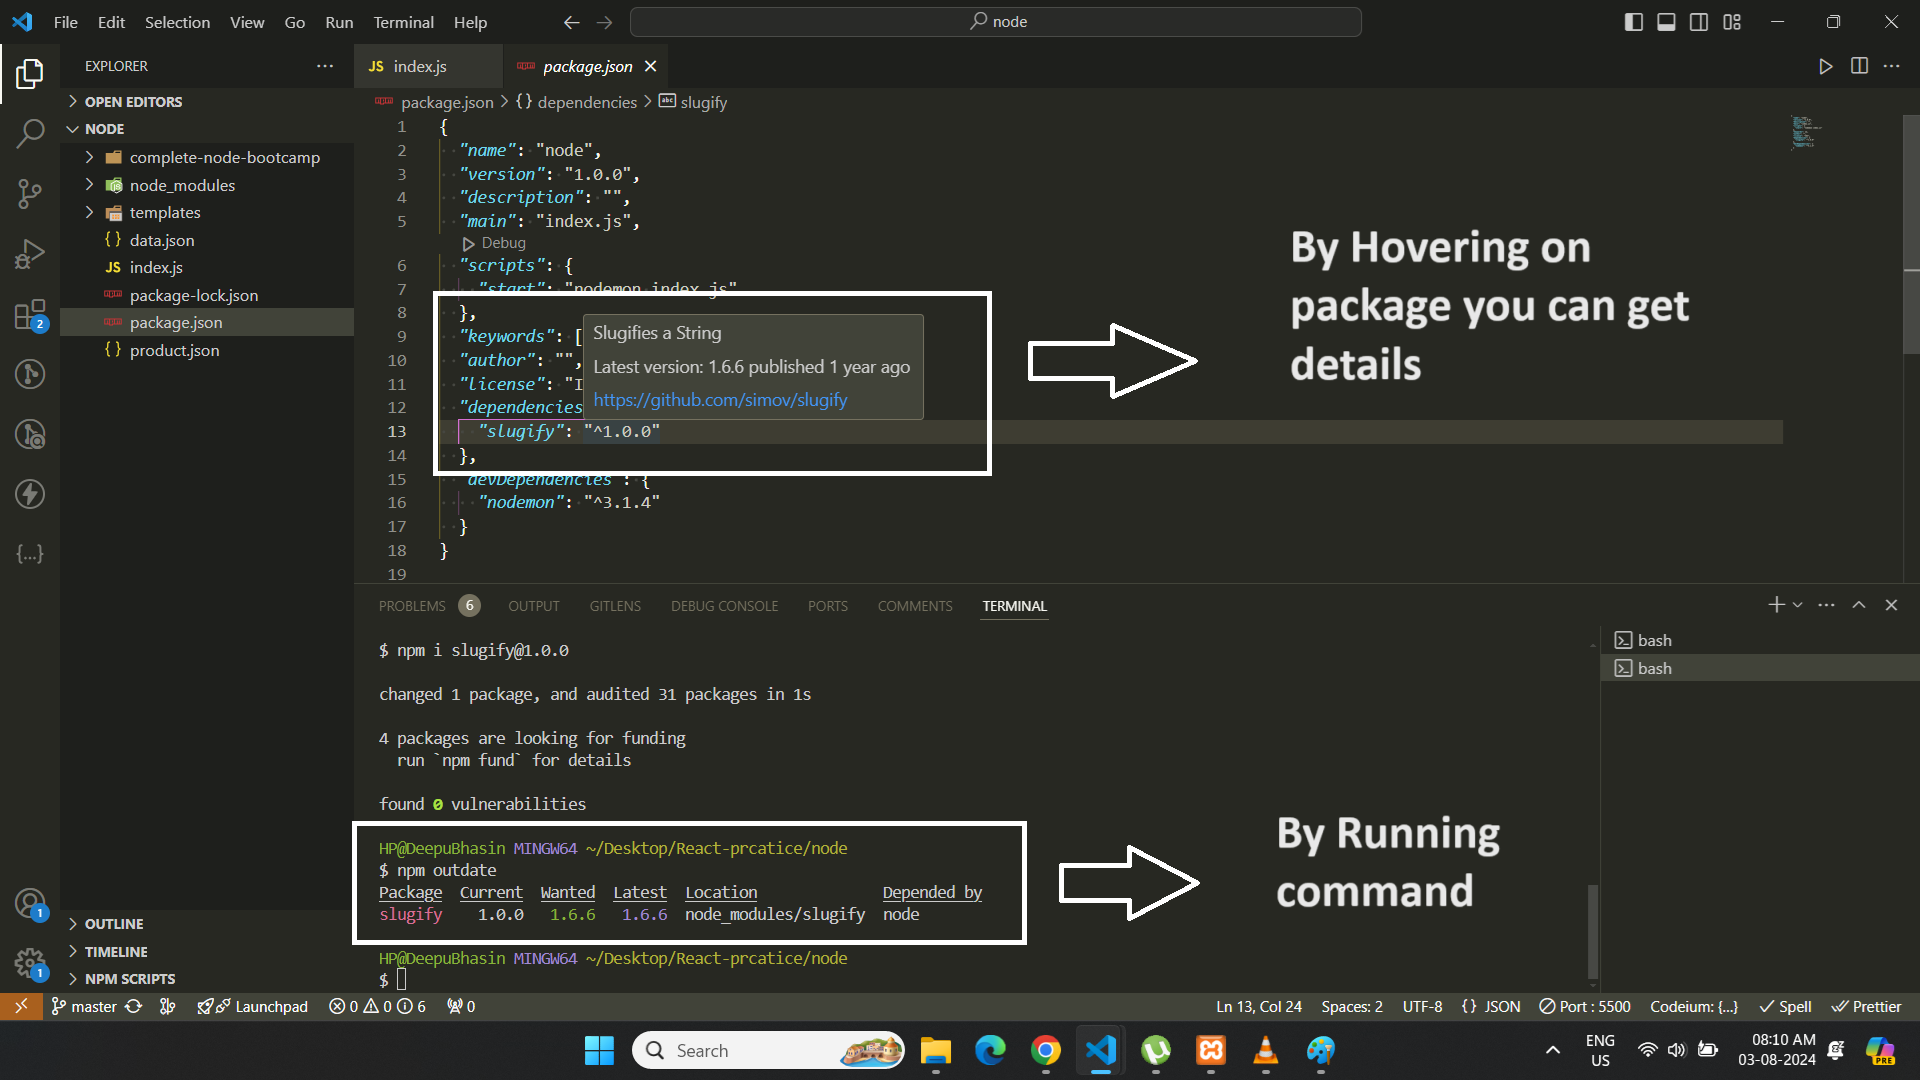 File Edit Selection View Go Run Terminal Help
node
EXPLORER
OPEN EDITORS
NODE
complete-node-bootcamp
node_modules
templates
data.json
index.js
package-lock.json
package.json
product.json
OUTLINE
TIMELINE
NPM SCRIPTS
JS index.js
package.json
package.json > {} dependencies > slugify
1 {
2 "name": "node",
3 "version": "1.0.0",
4 "description": "",
5 "main": "index.js",
Debug
6 "scripts": {
7 "start": "nodemon index.js"
8 },
9 "keywords": [
10 "author": "",
11 "license": "I
12 "dependencies
13 "slugify": "^1.0.0"
14 },
15 devDependencies": {
16 "nodemon": "^3.1.4"
17 }
18 }
19
Slugifies a String
Latest version: 1.6.6 published 1 year ago
https://github.com/simov/slugify
By Hovering on
package you can get
details
PROBLEMS 6 OUTPUT GITLENS DEBUG CONSOLE PORTS COMMENTS TERMINAL
$ npm i slugify@1.0.0
changed 1 package, and audited 31 packages in 1s
4 packages are looking for funding
run `npm fund` for details
found 0 vulnerabilities
HP@DeepuBhasin MINGW64 ~/Desktop/React-prcatice/node
$ npm outdate
Package Current Wanted Latest Location Depended by
slugify 1.0.0 1.6.6 1.6.6 node_modules/slugify node
HP@DeepuBhasin MINGW64 ~/Desktop/React-prcatice/node
$
By Running
command
bash
bash
2
1
1
master Launchpad 0 0 6 0 Ln 13, Col 24 Spaces: 2 UTF-8 {} JSON Port : 5500 Codeium: {...} Spell Prettier
Search
ENG
US
08:10 AM
03-08-2024
PRE